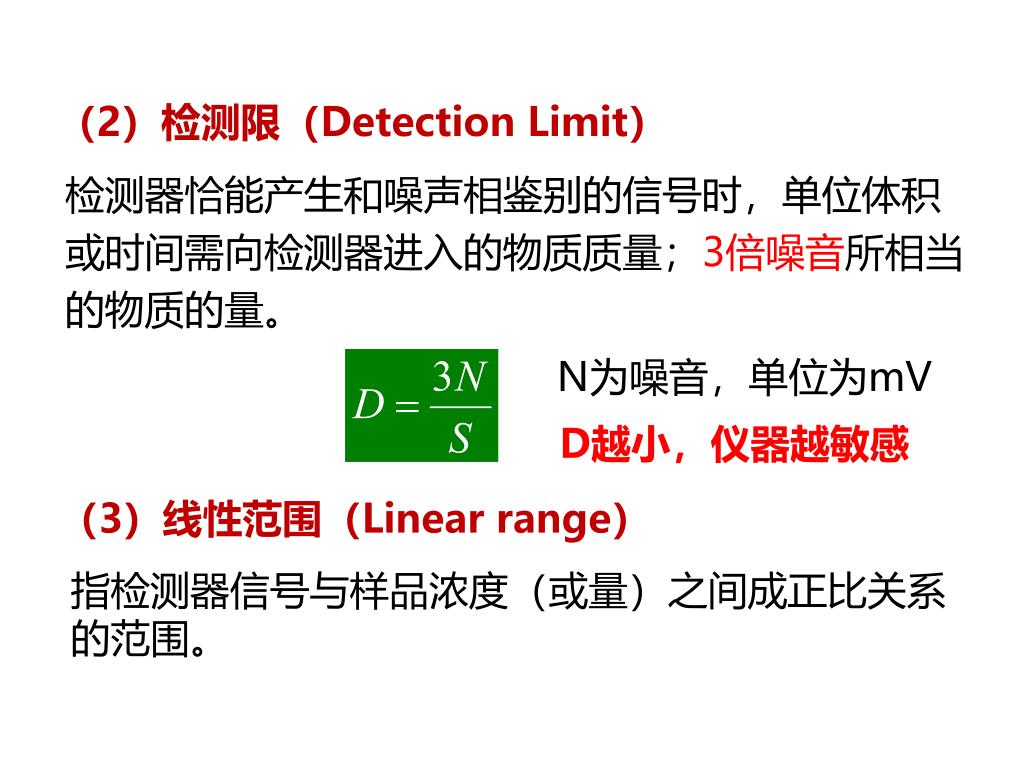 （2）检测限（Detection Limit）
检测器恰能产生和噪声相鉴别的信号时，单位体积
或时间需向检测器进入的物质质量；3倍噪音所相当
的物质的量。
D = 3N/S
N为噪音，单位为mV
D越小，仪器越敏感
（3）线性范围（Linear range）
指检测器信号与样品浓度（或量）之间成正比关系
的范围。